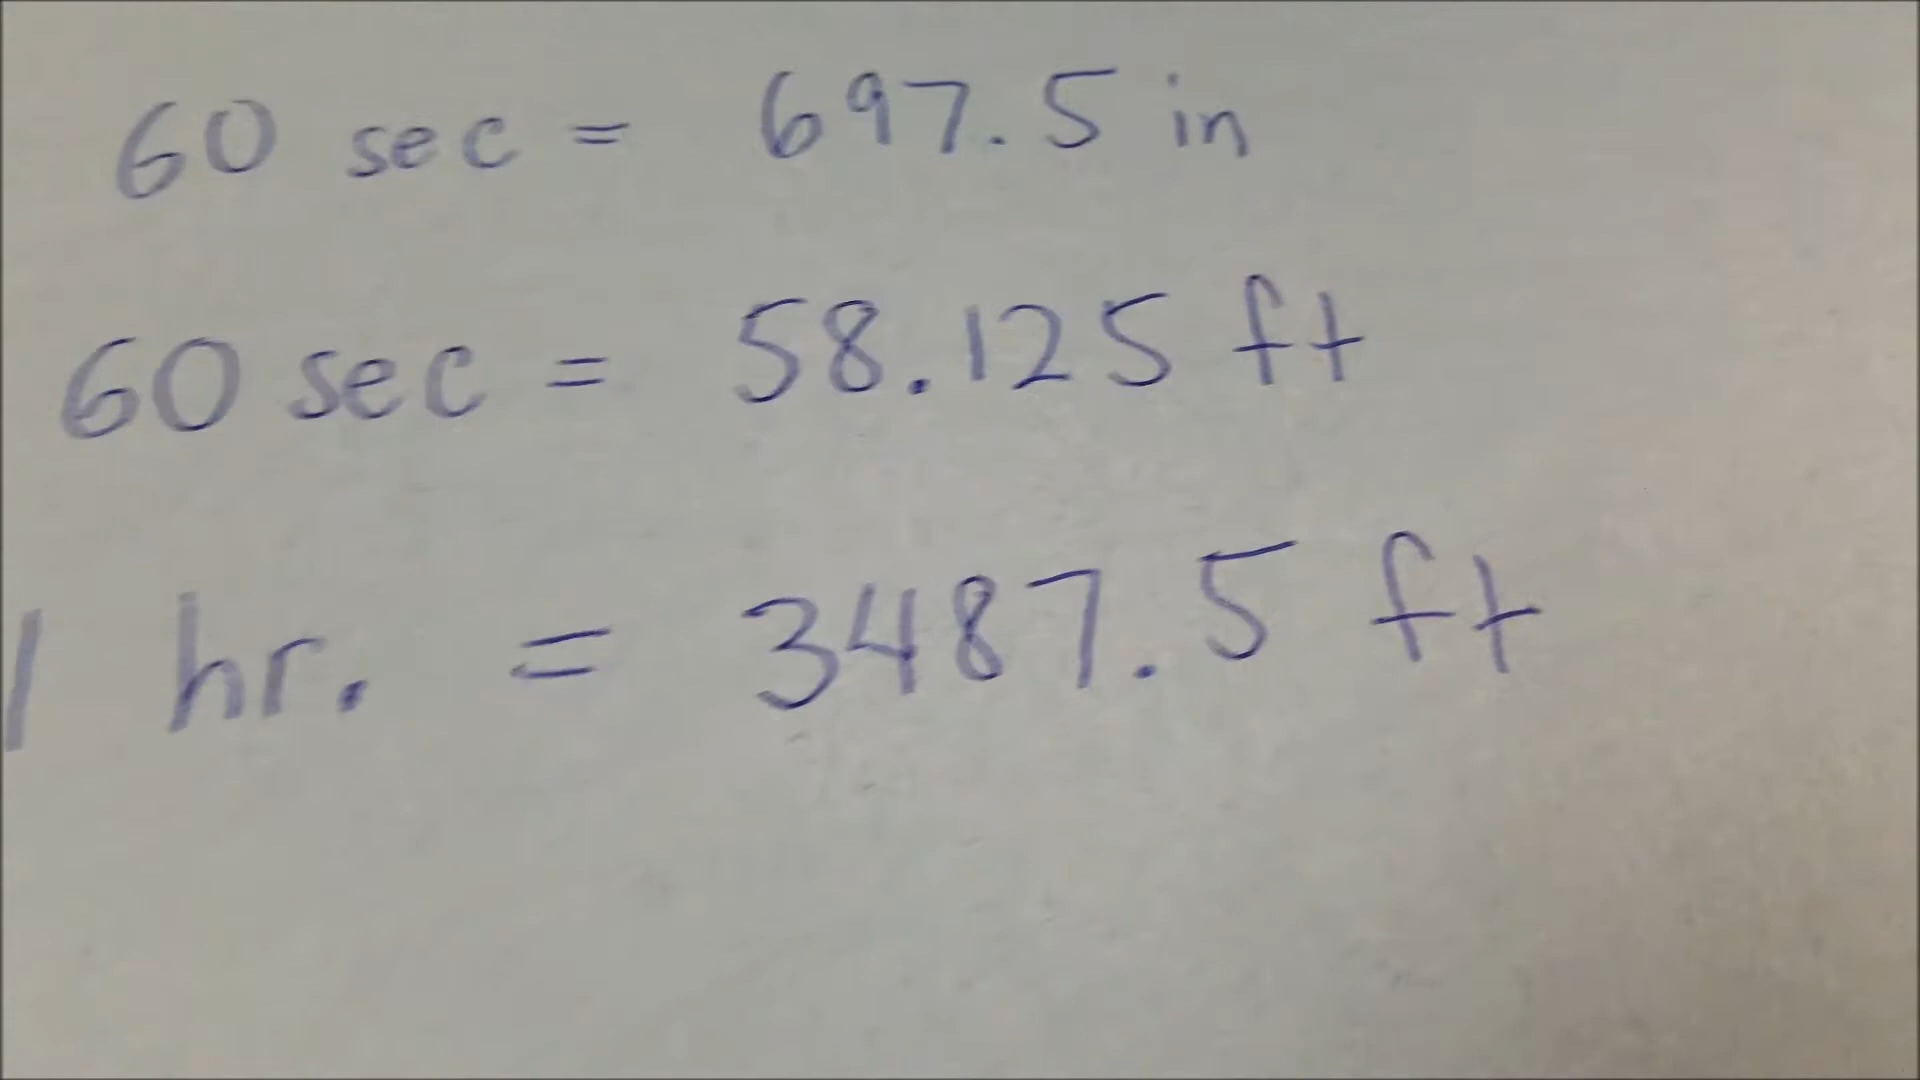 60 sec = 697.5 in
60 sec = 58.125 ft
1 hr. = 3487.5 ft